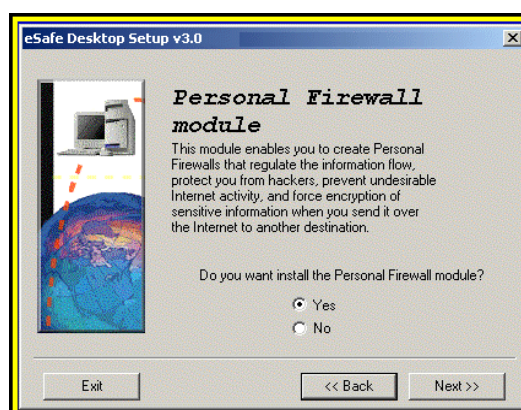 eSafe Desktop Setup v3.0
Personal Firewall
module
This module enables you to create Personal
Firewalls that regulate the information flow,
protect you from hackers, prevent undesirable
Internet activity, and force encryption of
sensitive information when you send it over
the Internet to another destination.
Do you want install the Personal Firewall module?
Yes
No
Exit
<< Back
Next >>